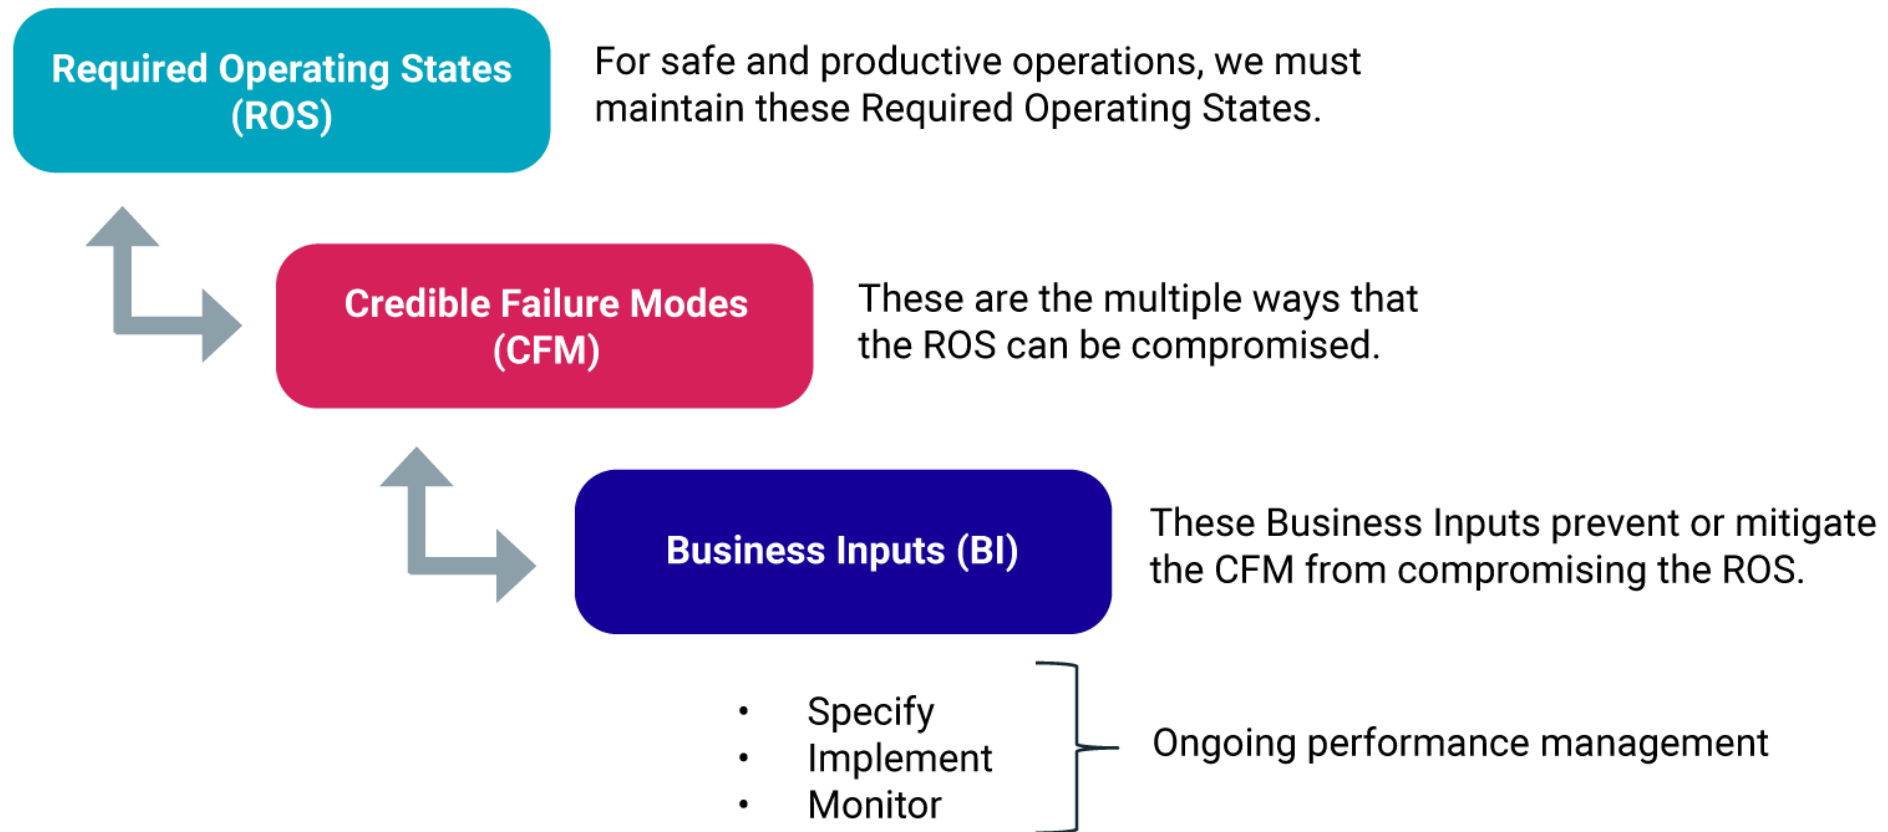 Required Operating States
(ROS)
For safe and productive operations, we must
maintain these Required Operating States.
Credible Failure Modes
(CFM)
These are the multiple ways that
the ROS can be compromised.
Business Inputs (BI)
These Business Inputs prevent or mitigate
the CFM from compromising the ROS.
• Specify
• Implement
• Monitor
Ongoing performance management